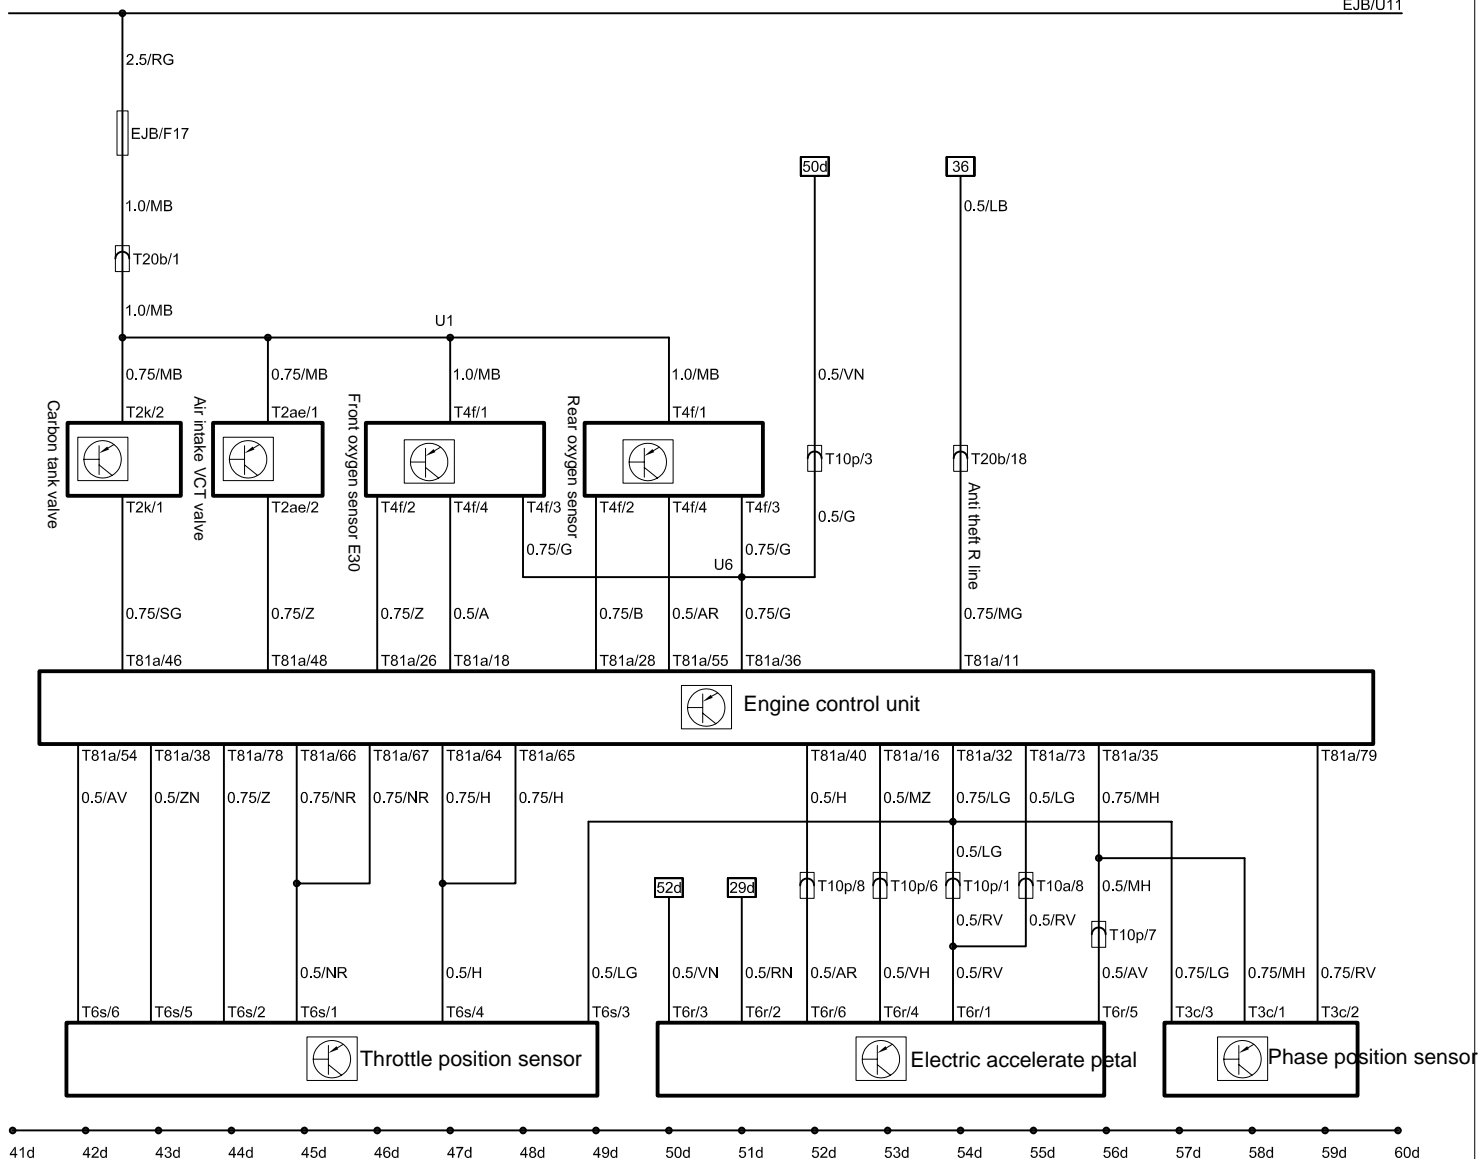 EJB/U11
2.5/RG
EJB/F17
50d
36
1.0/MB
0.5/LB
T20b/1
1.0/MB
U1
0.75/MB
0.75/MB
1.0/MB
1.0/MB
0.5/VN
Carbon tank valve
Air intake VCT valve
Front oxygen sensor E30
Rear oxygen sensor
T2k/2
T2ae/1
T4f/1
T4f/1
T10p/3
T20b/18
Anti theft R line
T2k/1
T2ae/2
T4f/2
T4f/4
T4f/3
T4f/2
T4f/4
T4f/3
0.5/G
0.75/G
U6
0.75/G
0.75/SG
0.75/Z
0.75/Z
0.5/A
0.75/B
0.5/AR
0.75/G
0.75/MG
T81a/46
T81a/48
T81a/26
T81a/18
T81a/28
T81a/55
T81a/36
T81a/11
Engine control unit
T81a/54
T81a/38
T81a/78
T81a/66
T81a/67
T81a/64
T81a/65
T81a/40
T81a/16
T81a/32
T81a/73
T81a/35
T81a/79
0.5/AV
0.5/ZN
0.75/Z
0.75/NR
0.75/NR
0.75/H
0.75/H
0.5/H
0.5/MZ
0.75/LG
0.5/LG
0.75/MH
0.5/LG
52d
29d
T10p/8
T10p/6
T10p/1
T10a/8
0.5/MH
0.5/RV
0.5/RV
T10p/7
0.5/NR
0.5/H
0.5/LG
0.5/VN
0.5/RN
0.5/AR
0.5/VH
0.5/RV
0.5/AV
0.75/LG
0.75/MH
0.75/RV
T6s/6
T6s/5
T6s/2
T6s/1
T6s/4
T6s/3
T6r/3
T6r/2
T6r/6
T6r/4
T6r/1
T6r/5
T3c/3
T3c/1
T3c/2
Throttle position sensor
Electric accelerate petal
Phase position sensor
41d
42d
43d
44d
45d
46d
47d
48d
49d
50d
51d
52d
53d
54d
55d
56d
57d
58d
59d
60d